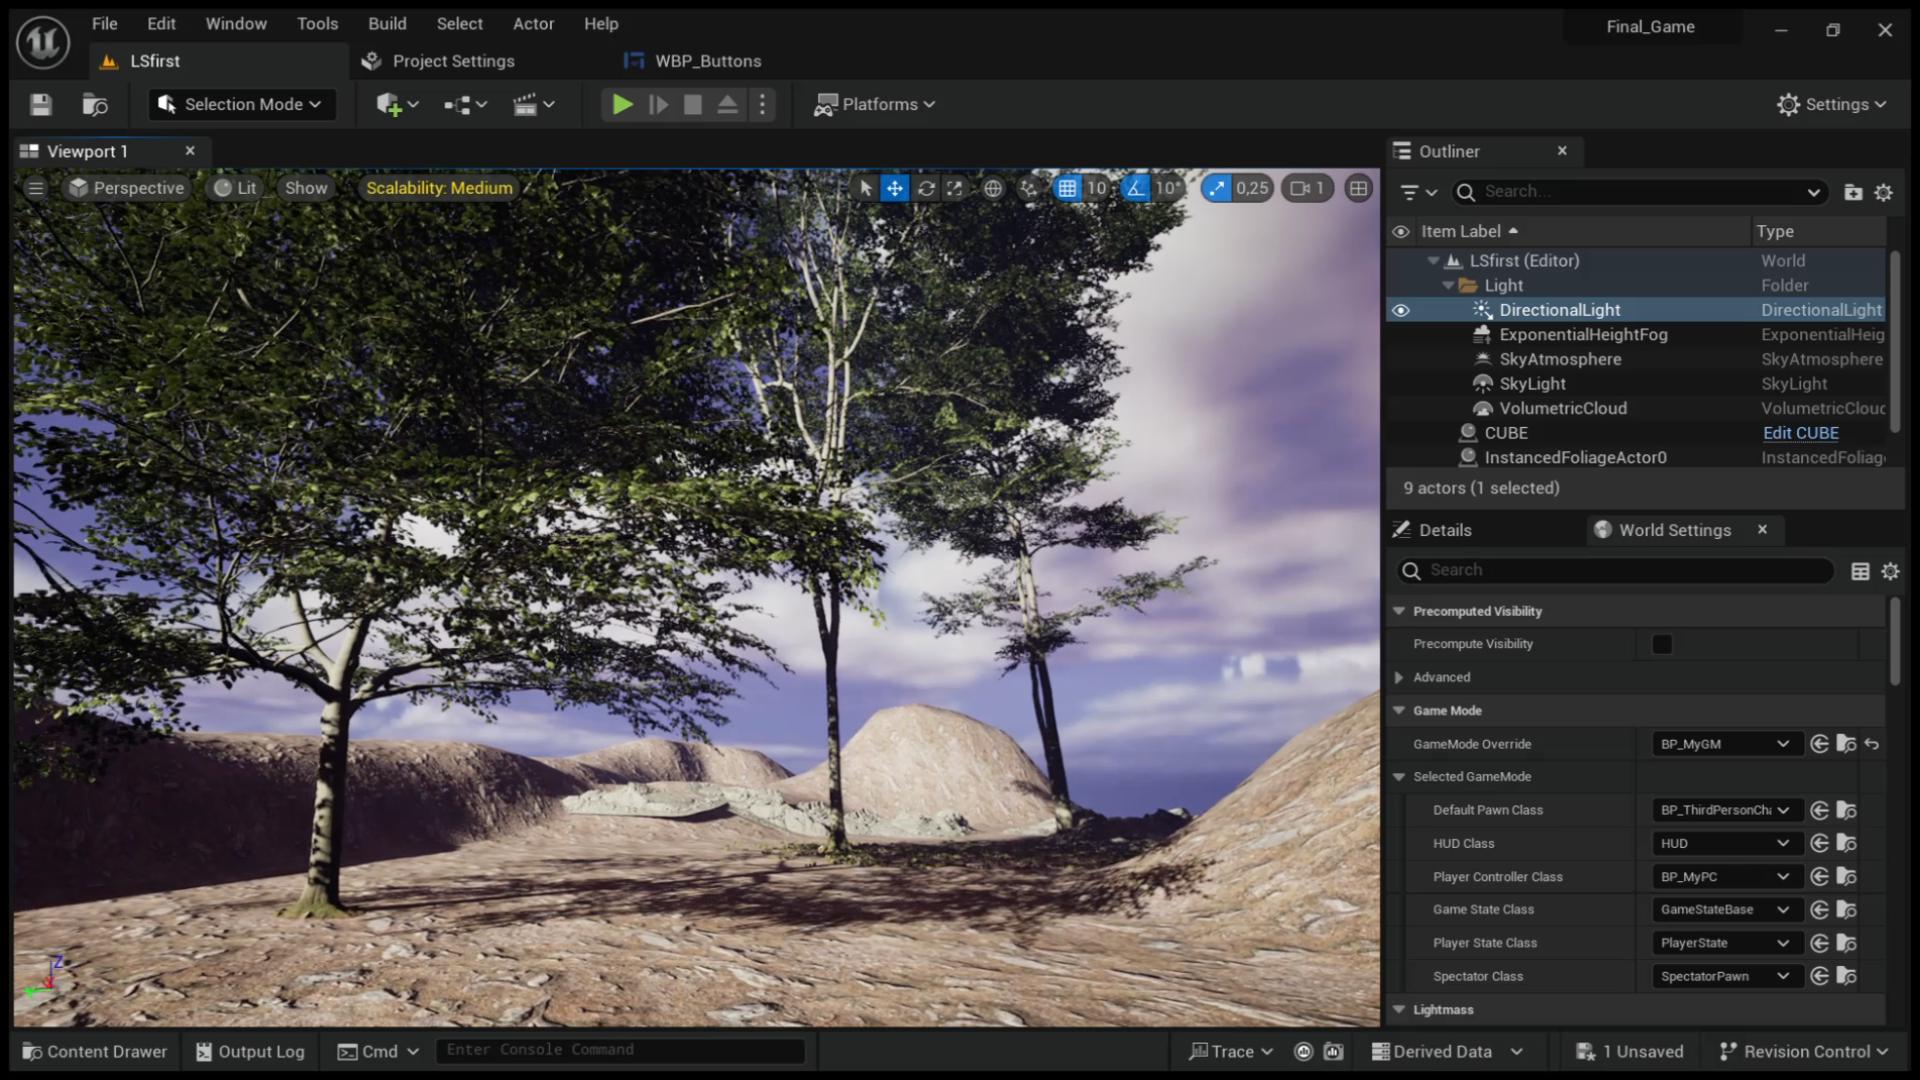 File Edit Window Tools Build Select Actor Help
Final_Game
LSfirst
Project Settings
WBP_Buttons
Selection Mode
Platforms
Settings
Viewport 1
Perspective
Lit
Show
Scalability: Medium
10
10°
0,25
1
Outliner
Search...
Item Label
Type
LSfirst (Editor) World
Light Folder
DirectionalLight DirectionalLight
ExponentialHeightFog ExponentialHeig
SkyAtmosphere SkyAtmosphere
SkyLight SkyLight
VolumetricCloud VolumetricClouc
CUBE Edit CUBE
InstancedFoliageActor0 InstancedFoliag
9 actors (1 selected)
Details
World Settings
Search
Precomputed Visibility
Precompute Visibility
Advanced
Game Mode
GameMode Override BP_MyGM
Selected GameMode
Default Pawn Class BP_ThirdPersonCha
HUD Class HUD
Player Controller Class BP_MyPC
Game State Class GameStateBase
Player State Class PlayerState
Spectator Class SpectatorPawn
Lightmass
Z
Content Drawer
Output Log
Cmd
Enter Console Command
Trace
Derived Data
1 Unsaved
Revision Control